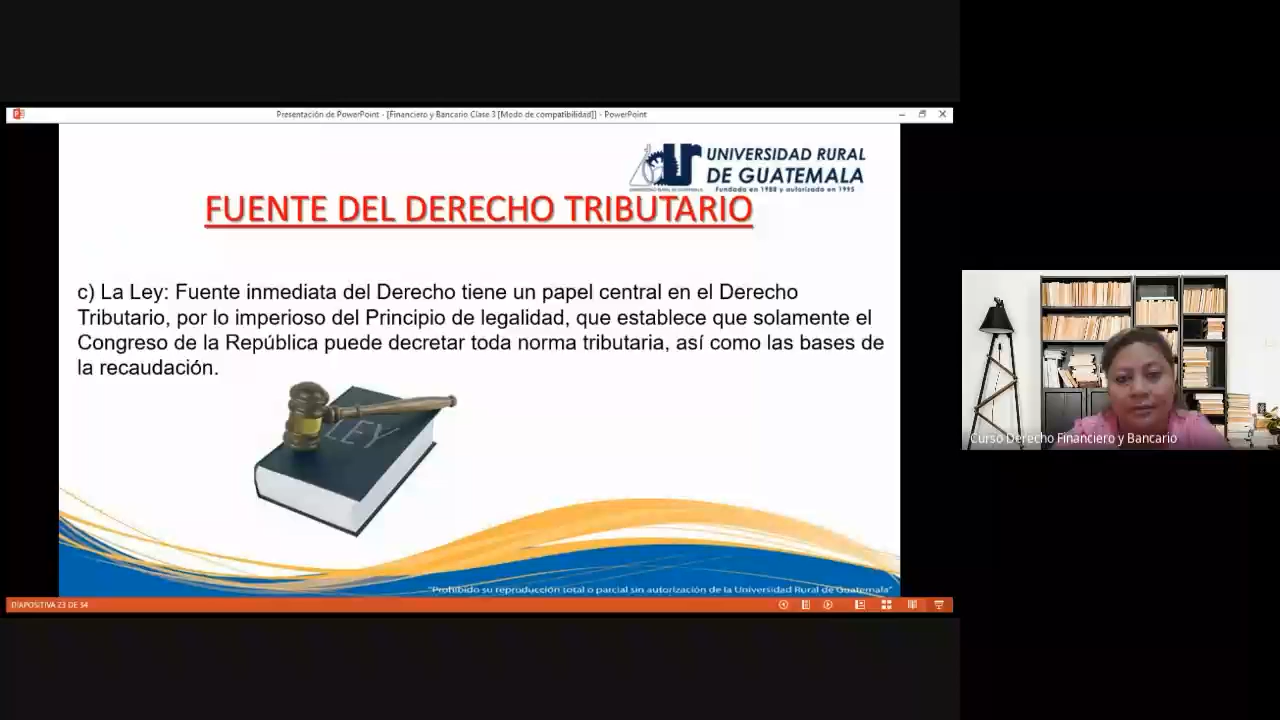 Presentación de PowerPoint - [Financiero y Bancario Clase 3 [Modo de compatibilidad]] - PowerPoint
UNIVERSIDAD RURAL
DE GUATEMALA
Fundada en 1988 y autorizada en 1995
FUENTE DEL DERECHO TRIBUTARIO
c) La Ley: Fuente inmediata del Derecho tiene un papel central en el Derecho
Tributario, por lo imperioso del Principio de legalidad, que establece que solamente el
Congreso de la República puede decretar toda norma tributaria, así como las bases de
la recaudación.
LEY
Curso Derecho Financiero y Bancario
"Prohibido su reproducción total o parcial sin autorización de la Universidad Rural de Guatemala"
DIAPOSITIVA 23 DE 54